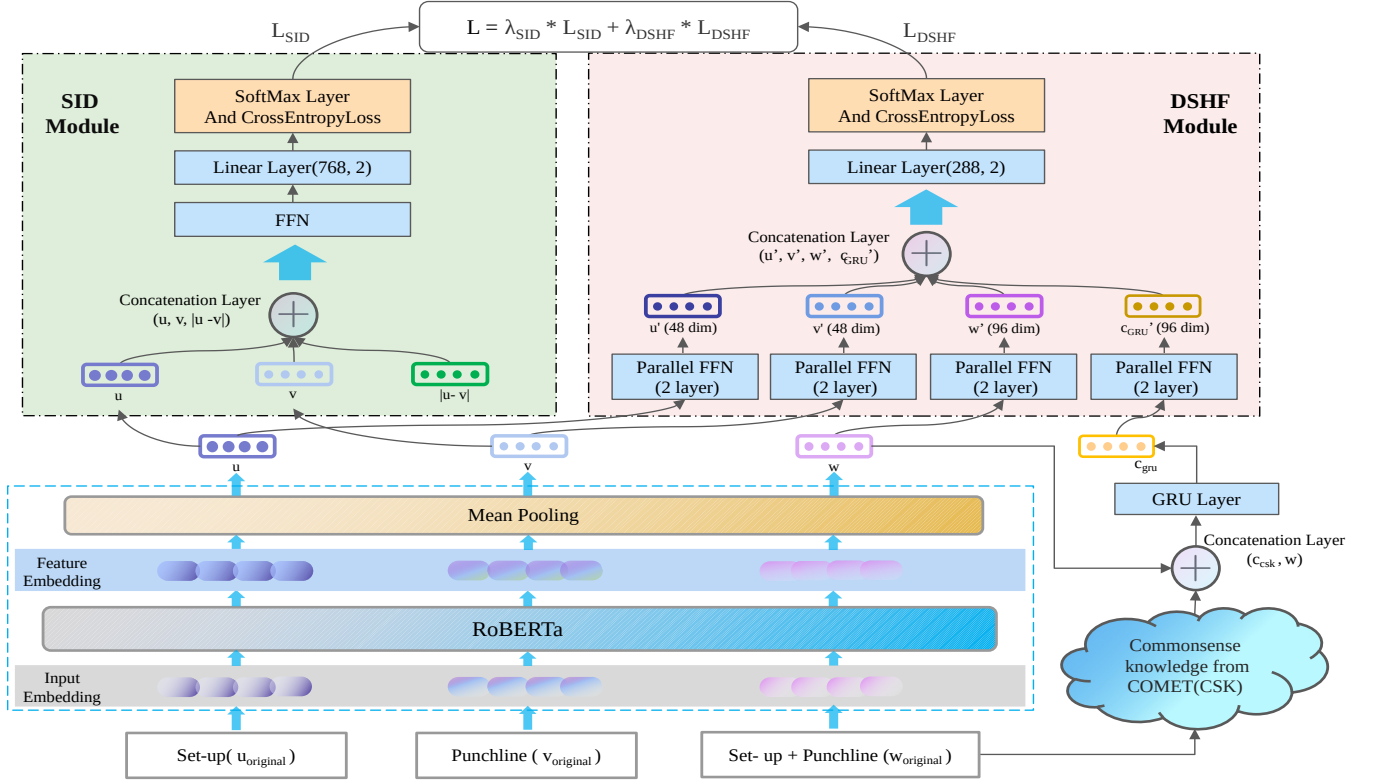 L = λSID * LSID + λDSHF * LDSHF
LSID
LDSHF
SID
Module
SoftMax Layer
And CrossEntropyLoss
Linear Layer(768, 2)
FFN
Concatenation Layer
(u, v, |u -v|)
u
v
|u- v|
DSHF
Module
SoftMax Layer
And CrossEntropyLoss
Linear Layer(288, 2)
Concatenation Layer
(u’, v’, w’, cGRU’)
u' (48 dim)
v' (48 dim)
w’ (96 dim)
cGRU’ (96 dim)
Parallel FFN
(2 layer)
Parallel FFN
(2 layer)
Parallel FFN
(2 layer)
Parallel FFN
(2 layer)
u
v
w
cgru
Mean Pooling
GRU Layer
Feature
Embedding
Concatenation Layer
(ccsk, w)
RoBERTa
Commonsense
knowledge from
COMET(CSK)
Input
Embedding
Set-up( uoriginal)
Punchline ( voriginal)
Set- up + Punchline (woriginal)